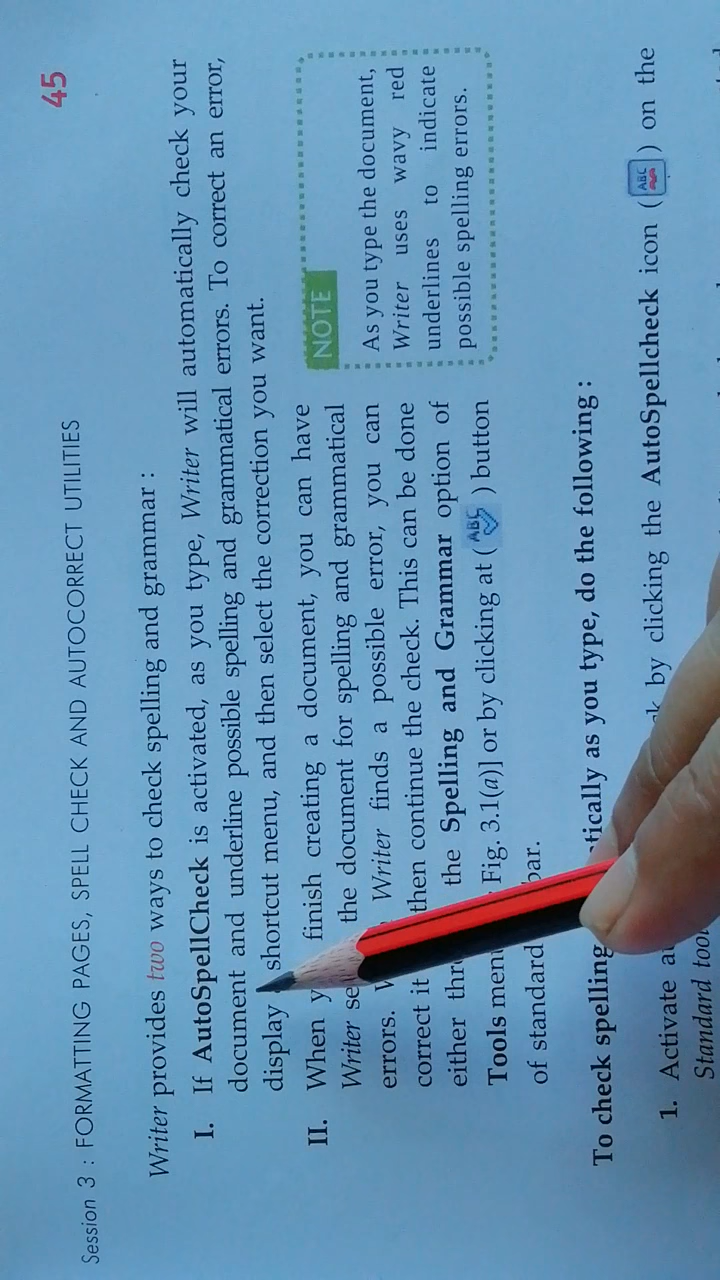 Session 3 : FORMATTING PAGES, SPELL CHECK AND AUTOCORRECT UTILITIES
45
Writer provides two ways to check spelling and grammar :
I. If AutoSpellCheck is activated, as you type, Writer will automatically check your
document and underline possible spelling and grammatical errors. To correct an error,
display shortcut menu, and then select the correction you want.
II. When finish creating a document, you can have
Writer the document for spelling and grammatical
errors. Writer finds a possible error, you can
correct it then continue the check. This can be done
either the Spelling and Grammar option of
Tools Fig. 3.1(a)] or by clicking at ( ABC ) button
of standard bar.
NOTE
As you type the document,
Writer uses wavy red
underlines to indicate
possible spelling errors.
To check spelling as you type, do the following :
1. Activate by clicking the AutoSpellcheck icon ( ABC ) on the
Standard